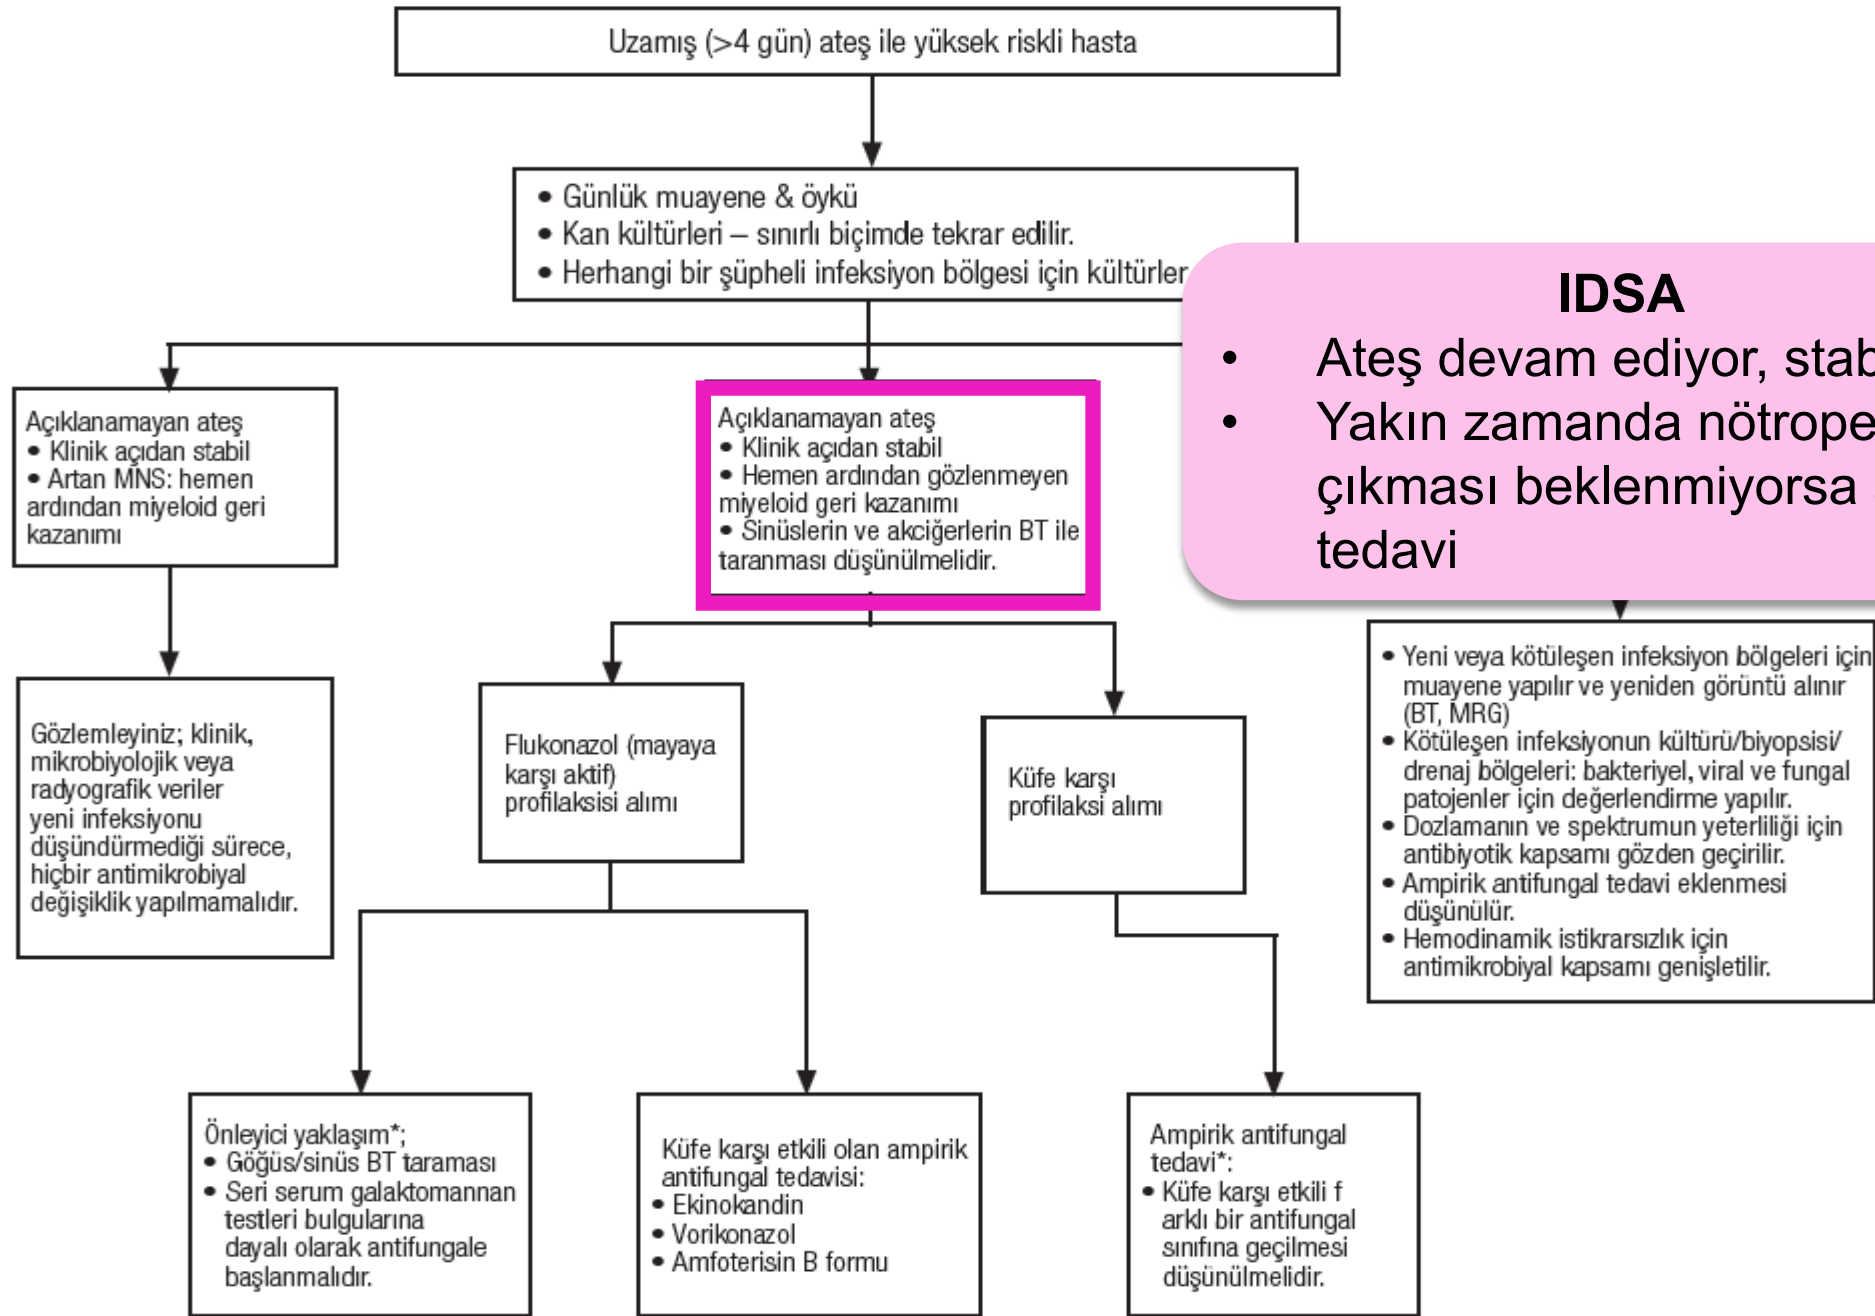 Uzamış (>4 gün) ateş ile yüksek riskli hasta
• Günlük muayene & öykü
• Kan kültürleri – sınırlı biçimde tekrar edilir.
• Herhangi bir şüpheli infeksiyon bölgesi için kültürler
IDSA
• Ateş devam ediyor, stab
• Yakın zamanda nötrope
çıkması beklenmiyorsa
tedavi
Açıklanamayan ateş
• Klinik açıdan stabil
• Artan MNS: hemen
ardından miyeloid geri
kazanımı
Açıklanamayan ateş
• Klinik açıdan stabil
• Hemen ardından gözlenmeyen
miyeloid geri kazanımı
• Sinüslerin ve akciğerlerin BT ile
taranması düşünülmelidir.
Gözlemleyiniz; klinik,
mikrobiyolojik veya
radyografik veriler
yeni infeksiyonu
düşündürmediği sürece,
hiçbir antimikrobiyal
değişiklik yapılmamalıdır.
Flukonazol (mayaya
karşı aktif)
profilaksisi alımı
Küfe karşı
profilaksi alımı
• Yeni veya kötüleşen infeksiyon bölgeleri için
muayene yapılır ve yeniden görüntü alınır
(BT, MRG)
• Kötüleşen infeksiyonun kültürü/biyopsisi/
drenaj bölgeleri: bakteriyel, viral ve fungal
patojenler için değerlendirme yapılır.
• Dozlamanın ve spektrumun yeterliliği için
antibiyotik kapsamı gözden geçirilir.
• Ampirik antifungal tedavi eklenmesi
düşünülür.
• Hemodinamik istikrarsızlık için
antimikrobiyal kapsamı genişletilir.
Önleyici yaklaşım*;
• Göğüs/sinüs BT taraması
• Seri serum galaktomannan
testleri bulgularına
dayalı olarak antifungale
başlanmalıdır.
Küfe karşı etkili olan ampirik
antifungal tedavisi:
• Ekinokandin
• Vorikonazol
• Amfoterisin B formu
Ampirik antifungal
tedavi*:
• Küfe karşı etkili f
arklı bir antifungal
sınıfına geçilmesi
düşünülmelidir.